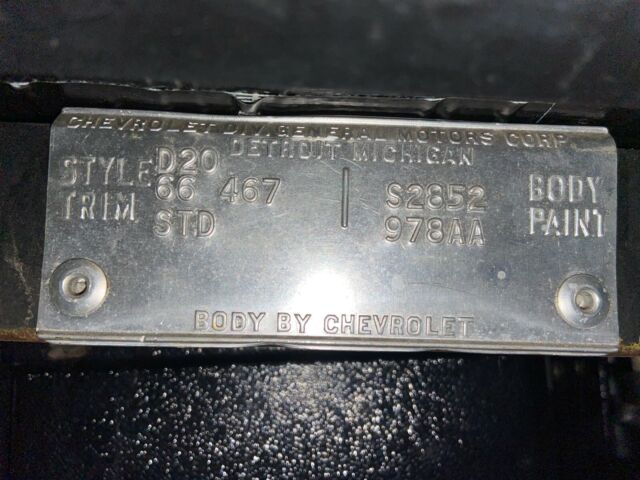 CHEVROLET DIV. GENERAL MOTORS CORP.
DETROIT MICHIGAN
D20
STYLE 66 467 | S2852 BODY
TRIM STD 978AA PAINT
BODY BY CHEVROLET